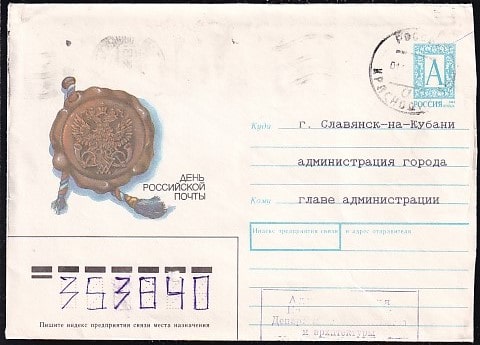 А
РОССИЯ
Куда г. Славянск-на-Кубани
администрация города
Кому главе администрации
ДЕНЬ
РОССИЙСКОЙ
ПОЧТЫ
Индекс предприятия связи и адрес отправителя
353840
Пишите индекс предприятия связи места назначения
и архитектуры